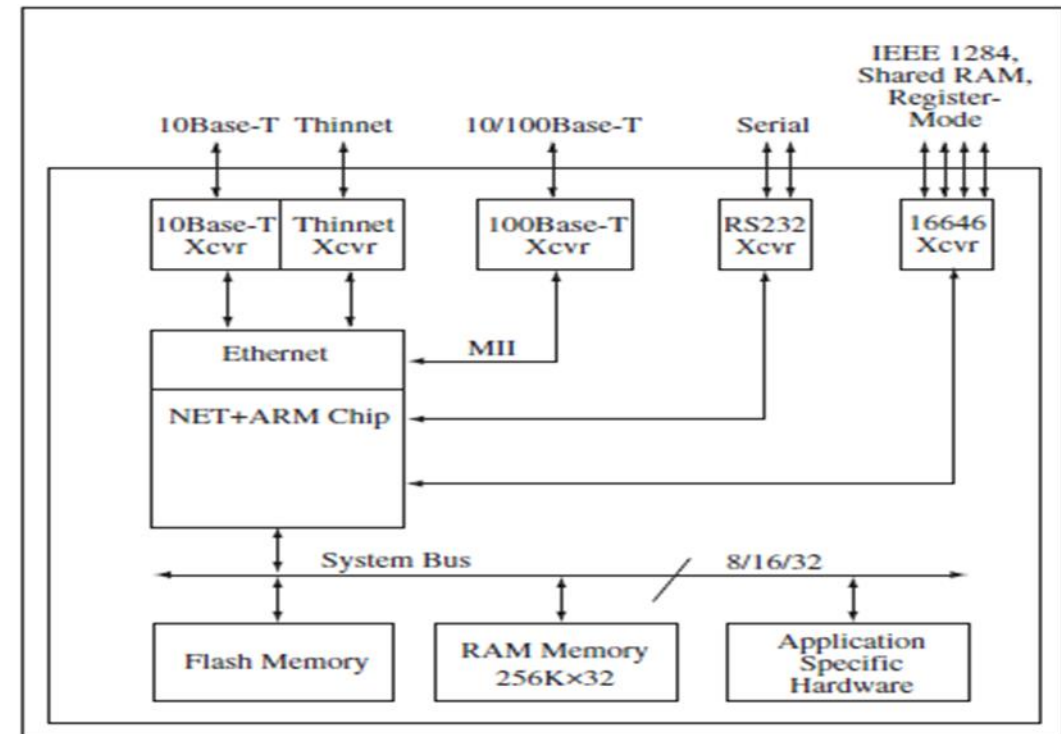 IEEE 1284,
Shared RAM,
Register-
Mode
10Base-T Thinnet
10/100Base-T
Serial
10Base-T
Xcvr
Thinnet
Xcvr
100Base-T
Xcvr
RS232
Xcvr
16646
Xcvr
Ethernet
MII
NET+ARM Chip
System Bus
8/16/32
Flash Memory
RAM Memory
256K×32
Application
Specific
Hardware